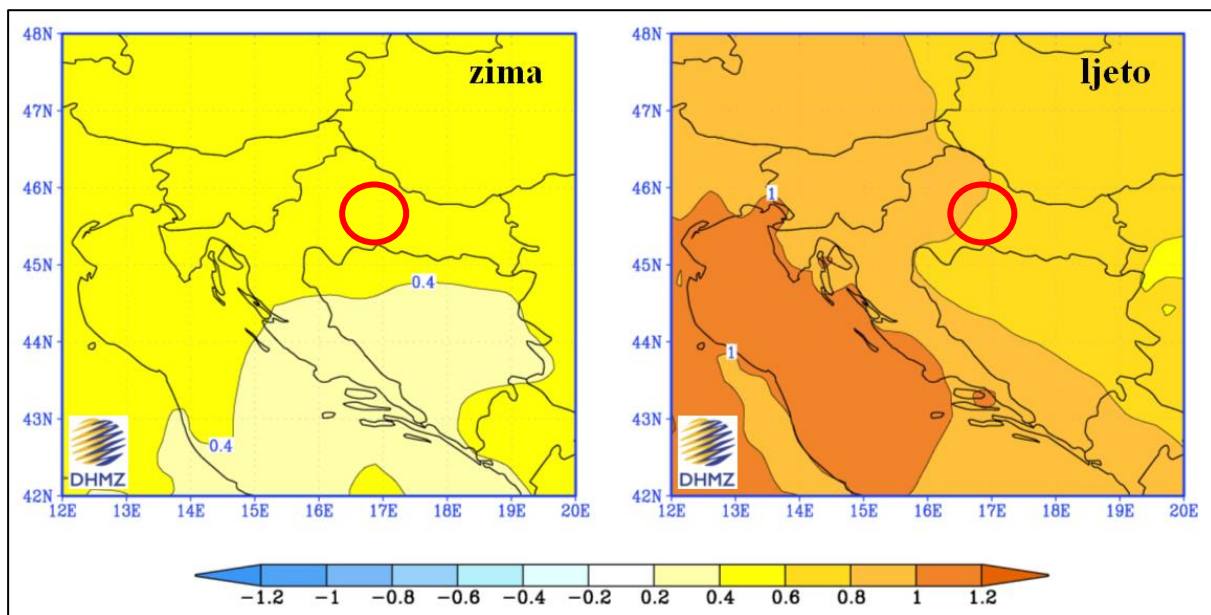 zima
ljeto
48N
47N
46N
45N
44N
43N
42N
12E 13E 14E 15E 16E 17E 18E 19E 20E
0.4
0.4
DHMZ
48N
47N
46N
45N
44N
43N
42N
12E 13E 14E 15E 16E 17E 18E 19E 20E
1
1
DHMZ
-1.2 -1 -0.8 -0.6 -0.4 -0.2 0.2 0.4 0.6 0.8 1 1.2